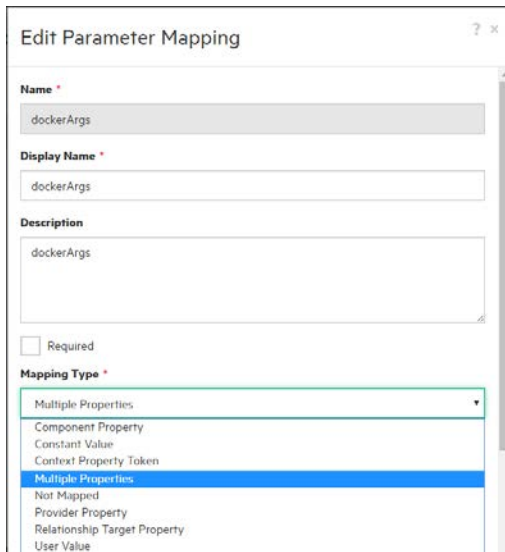 Edit Parameter Mapping
? ×
Name *
dockerArgs
Display Name *
dockerArgs
Description
dockerArgs
Required
Mapping Type *
Multiple Properties
Component Property
Constant Value
Context Property Token
Multiple Properties
Not Mapped
Provider Property
Relationship Target Property
User Value